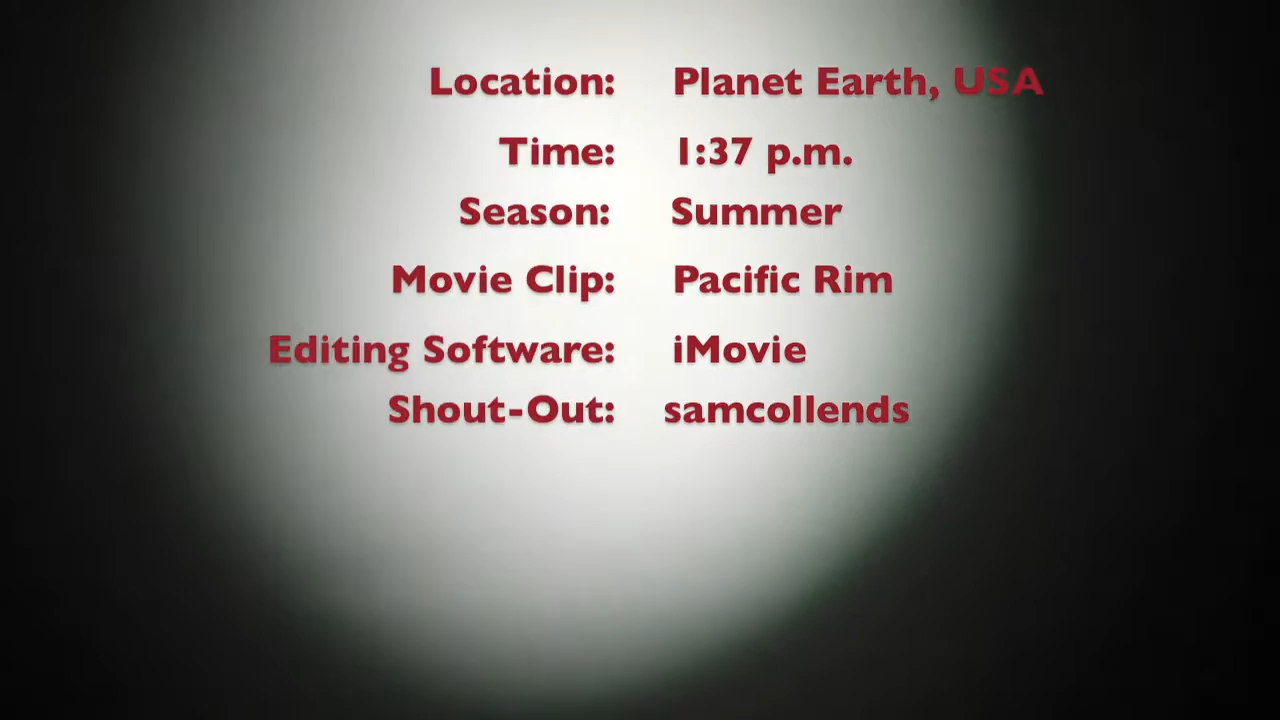 Location: Planet Earth, USA
Time: 1:37 p.m.
Season: Summer
Movie Clip: Pacific Rim
Editing Software: iMovie
Shout-Out: samcollends